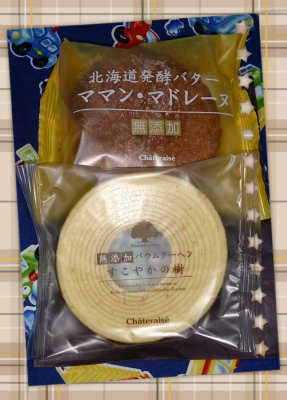 北海道発酵バター
ママン・マドレーヌ
無添加
Châteraisé
無添加 バウムクーヘン
すこやかの樹
Châteraisé